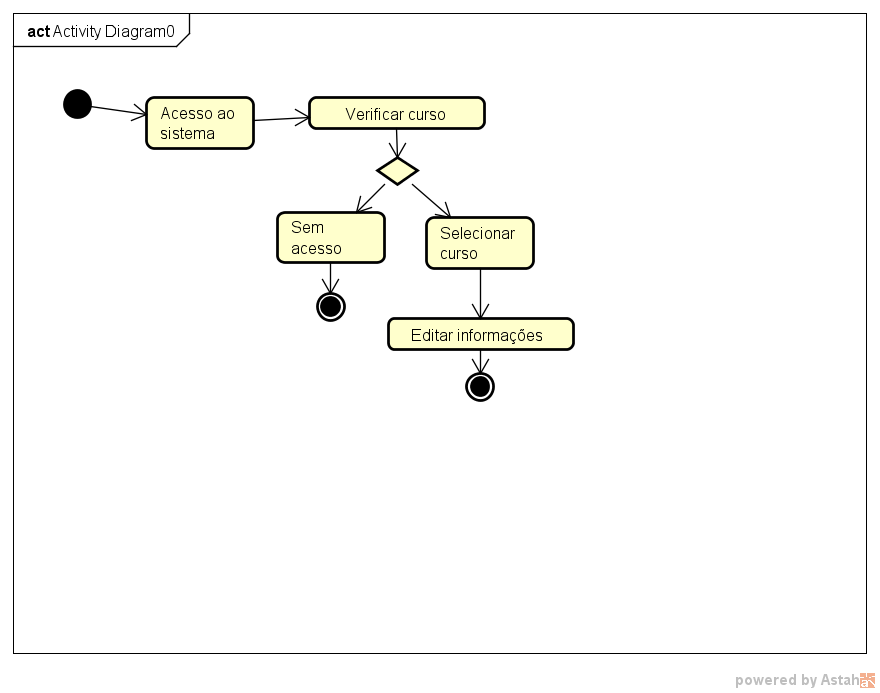 act Activity Diagram0
Acesso ao
sistema
Verificar curso
Sem
acesso
Selecionar
curso
Editar informações
powered by Astah